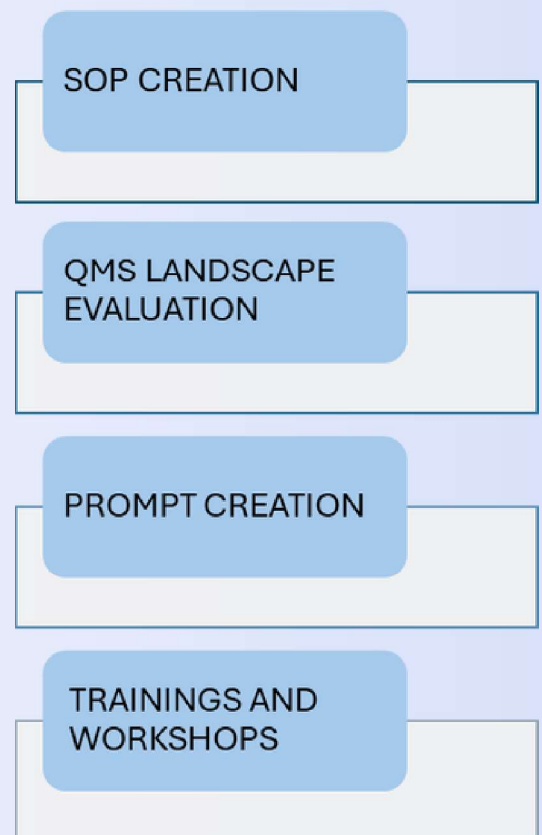 SOP CREATION
QMS LANDSCAPE
EVALUATION
PROMPT CREATION
TRAININGS AND
WORKSHOPS